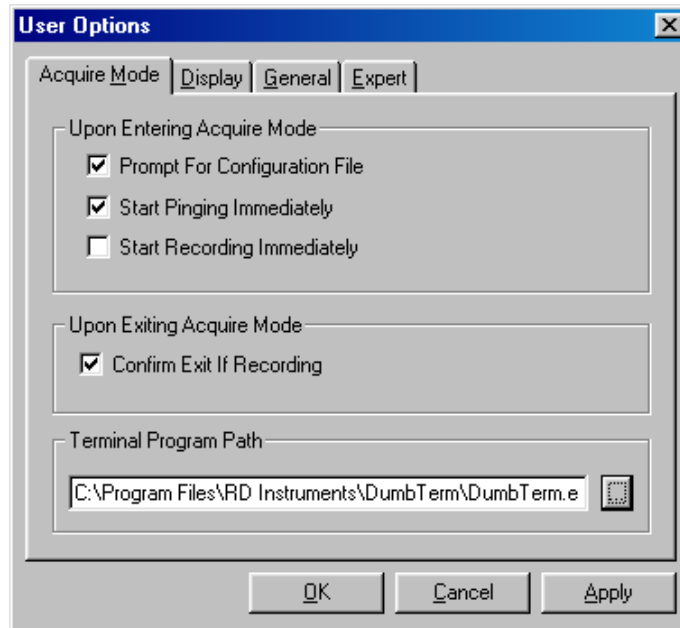 User Options
Acquire Mode Display General Expert
Upon Entering Acquire Mode
Prompt For Configuration File
Start Pinging Immediately
Start Recording Immediately
Upon Exiting Acquire Mode
Confirm Exit If Recording
Terminal Program Path
C:\Program Files\RD Instruments\DumbTerm\DumbTerm.e
OK Cancel Apply